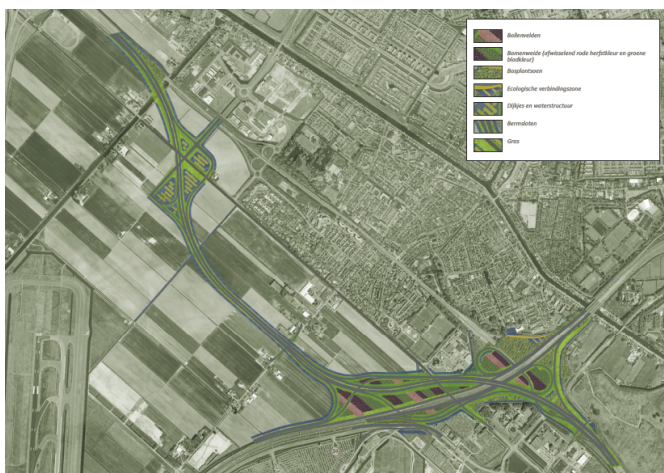 Bollenvelden
Bomenweide (afwisselend rode herfstkleur en groene
bladkleur)
Bosplantsoen
Ecologische verbindingszone
Dijkjes en waterstructuur
Bermsloten
Gras